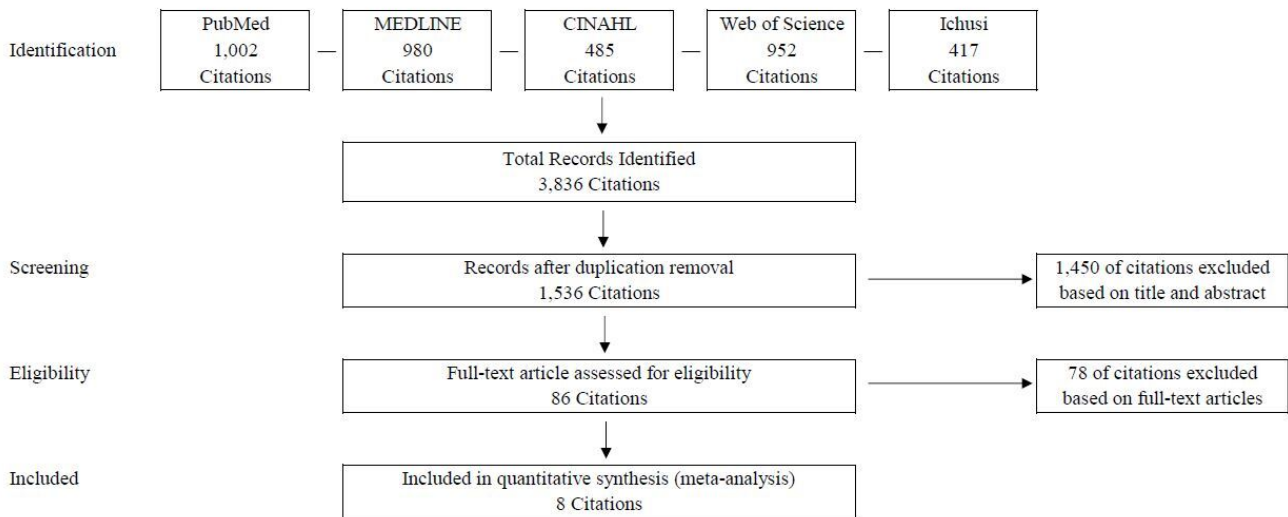 Identification
PubMed
1,002
Citations
MEDLINE
980
Citations
CINAHL
485
Citations
Web of Science
952
Citations
Ichusi
417
Citations
Total Records Identified
3,836 Citations
Screening
Records after duplication removal
1,536 Citations
1,450 of citations excluded
based on title and abstract
Eligibility
Full-text article assessed for eligibility
86 Citations
78 of citations excluded
based on full-text articles
Included
Included in quantitative synthesis (meta-analysis)
8 Citations